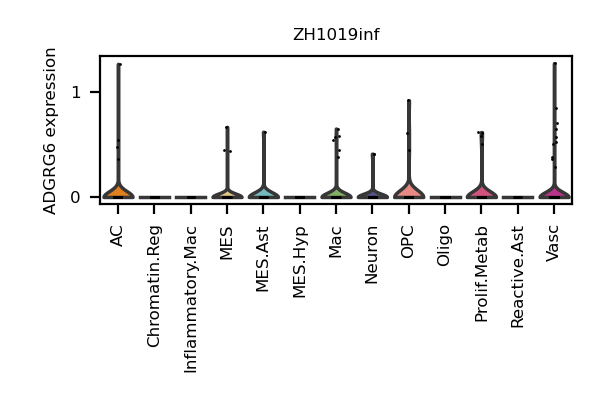 ZH1019inf
ADGRG6 expression
1
0
AC
Chromatin.Reg
Inflammatory.Mac
MES
MES.Ast
MES.Hyp
Mac
Neuron
OPC
Oligo
Prolif.Metab
Reactive.Ast
Vasc